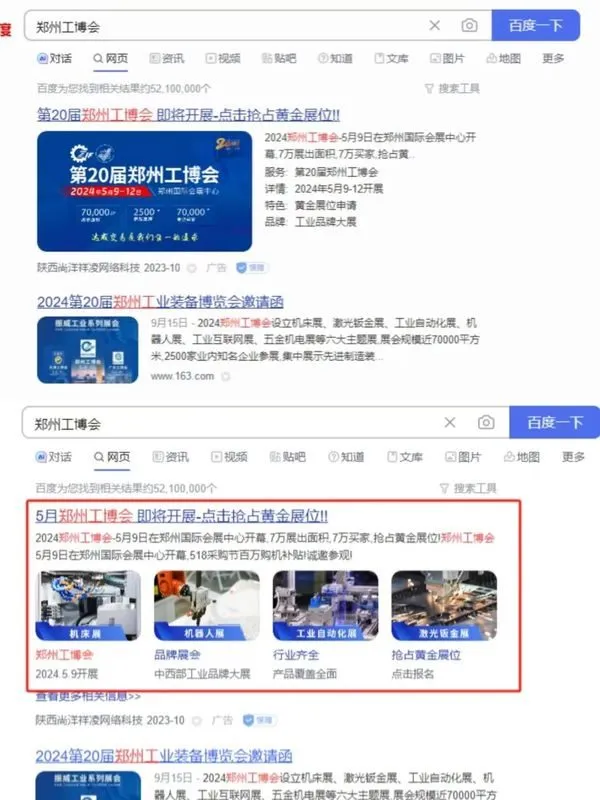 度
郑州工博会
百度一下
对话 网页 资讯 视频 贴吧 知道 文库 图片 地图 更多
百度为您找到相关结果约52,100,000个
搜索工具
第20届郑州工博会 即将开展-点击抢占黄金展位!!
第20届郑州工博会
2024年5月9-12日
郑州国际会展中心
70,000㎡
2500+
70,000+
达成交易是我们唯一的追求
2024郑州工博会-5月9日在郑州国际会展中心开
幕,7万展出面积,7万买家,抢占黄...
服务: 第20届郑州工博会
详情: 2024年5月9-12开展
特色: 黄金展位申请
品牌: 工业品牌大展
陕西尚洋祥凌网络科技 2023-10 广告 保障
2024第20届郑州工业装备博览会邀请函
振威工业系列展会
9月15日 - 2024郑州工博会设立机床展、激光钣金展、工业自动化展、机
器人展、工业互联网展、五金机电展等六大主题展,展会规模近70000平方
米,2500家业内知名企业参展,集中展示先进制造装...
www.163.com
郑州工博会
百度一下
对话 网页 资讯 视频 贴吧 知道 文库 图片 地图 更多
百度为您找到相关结果约52,100,000个
搜索工具
5月郑州工博会 即将开展-点击抢占黄金展位!!
2024郑州工博会-5月9日在郑州国际会展中心开幕,7万展出面积,7万买家,抢占黄金展位!郑州工博会
5月9日在郑州国际会展中心开幕,518采购节百万购机补贴!诚邀参观!
机床展 机器人展 工业自动化展 激光钣金展
郑州工博会 品牌展会 行业齐全 抢占黄金展位
2024.5.9开展 中西部工业品牌大展 产品覆盖全面 点击报名
查看更多相关信息>>
陕西尚洋祥凌网络科技 2023-10 广告 保障
2024第20届郑州工业装备博览会邀请函
振威工业系列展会
9月15日 - 2024郑州工博会设立机床展、激光钣金展、工业自动化展、机
器人展、工业互联网展、五金机电展等六大主题展,展会规模近70000平方